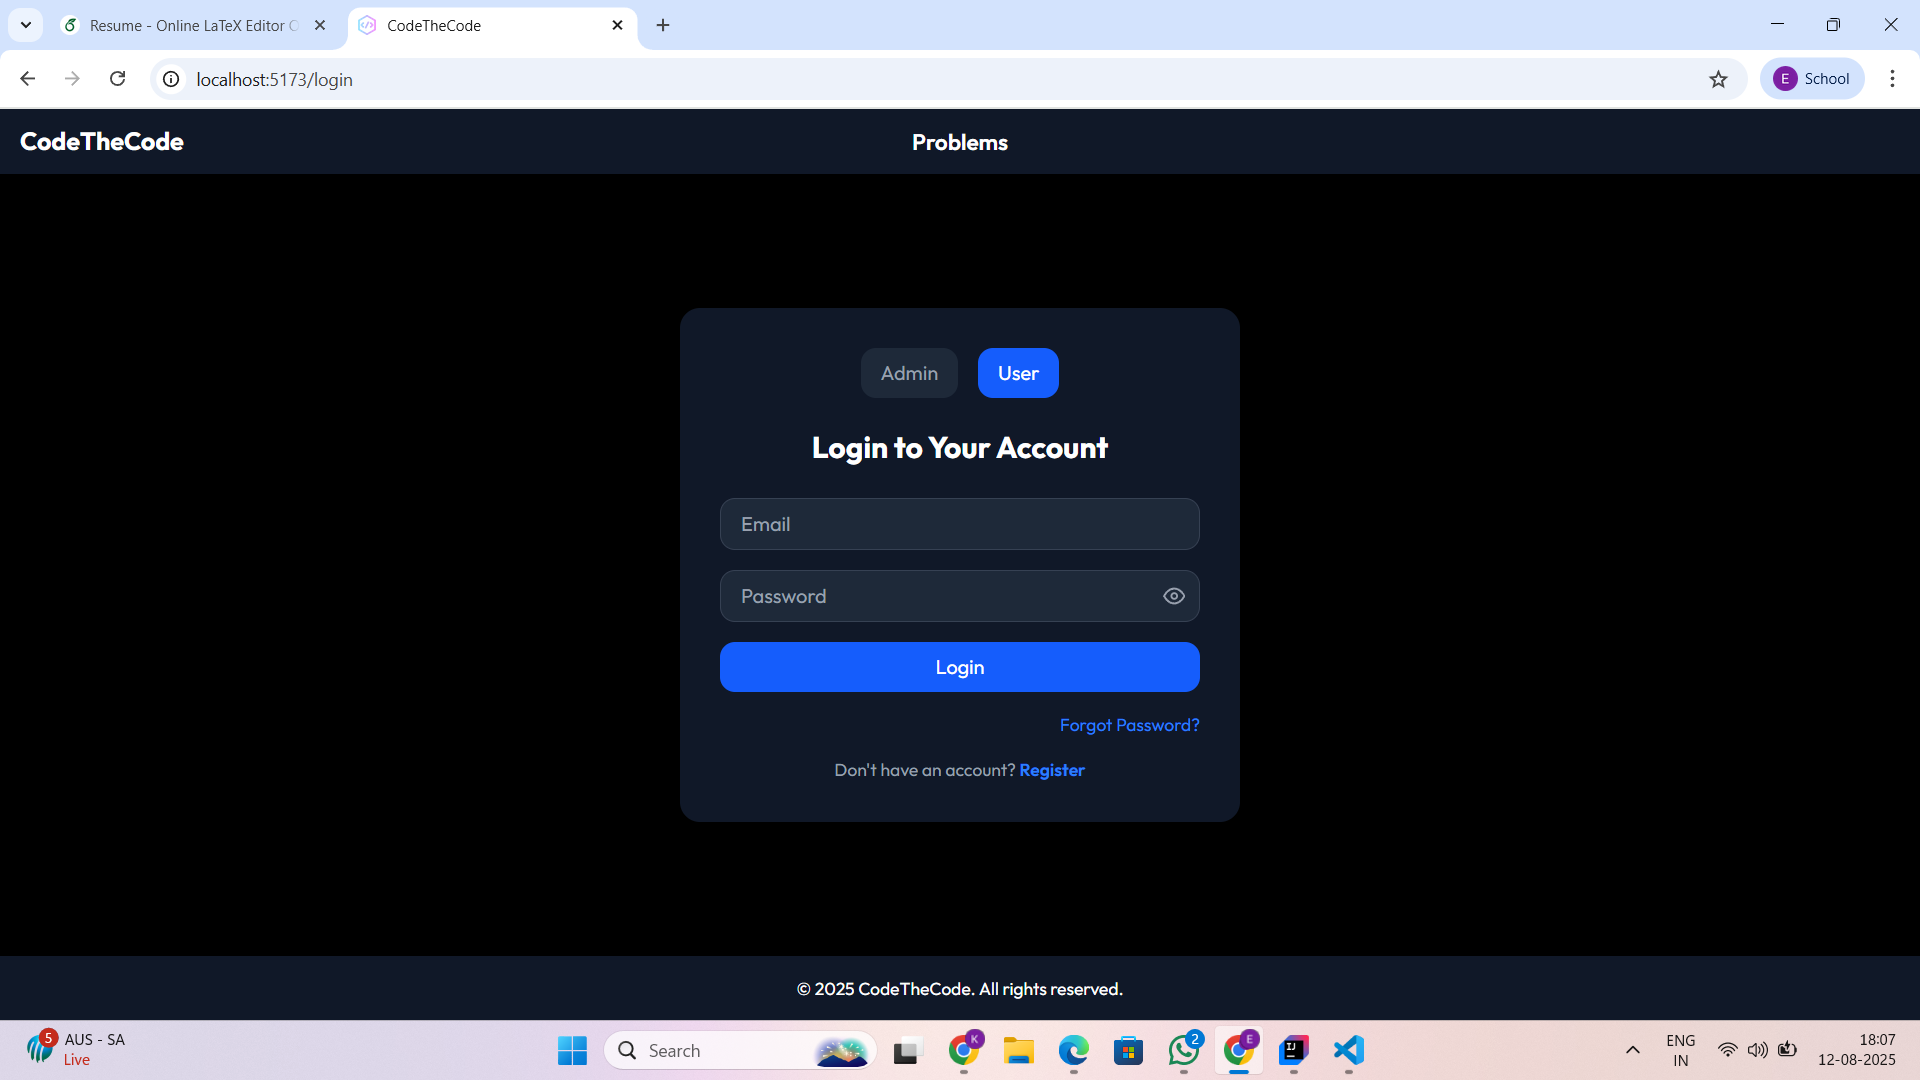 Resume - Online LaTeX Editor
CodeTheCode
localhost:5173/login
E
School
CodeTheCode
Problems
Admin
User
Login to Your Account
Email
Password
Login
Forgot Password?
Don't have an account? Register
© 2025 CodeTheCode. All rights reserved.
5
AUS - SA
Live
Search
K
2
E
IJ
ENG
IN
18:07
12-08-2025